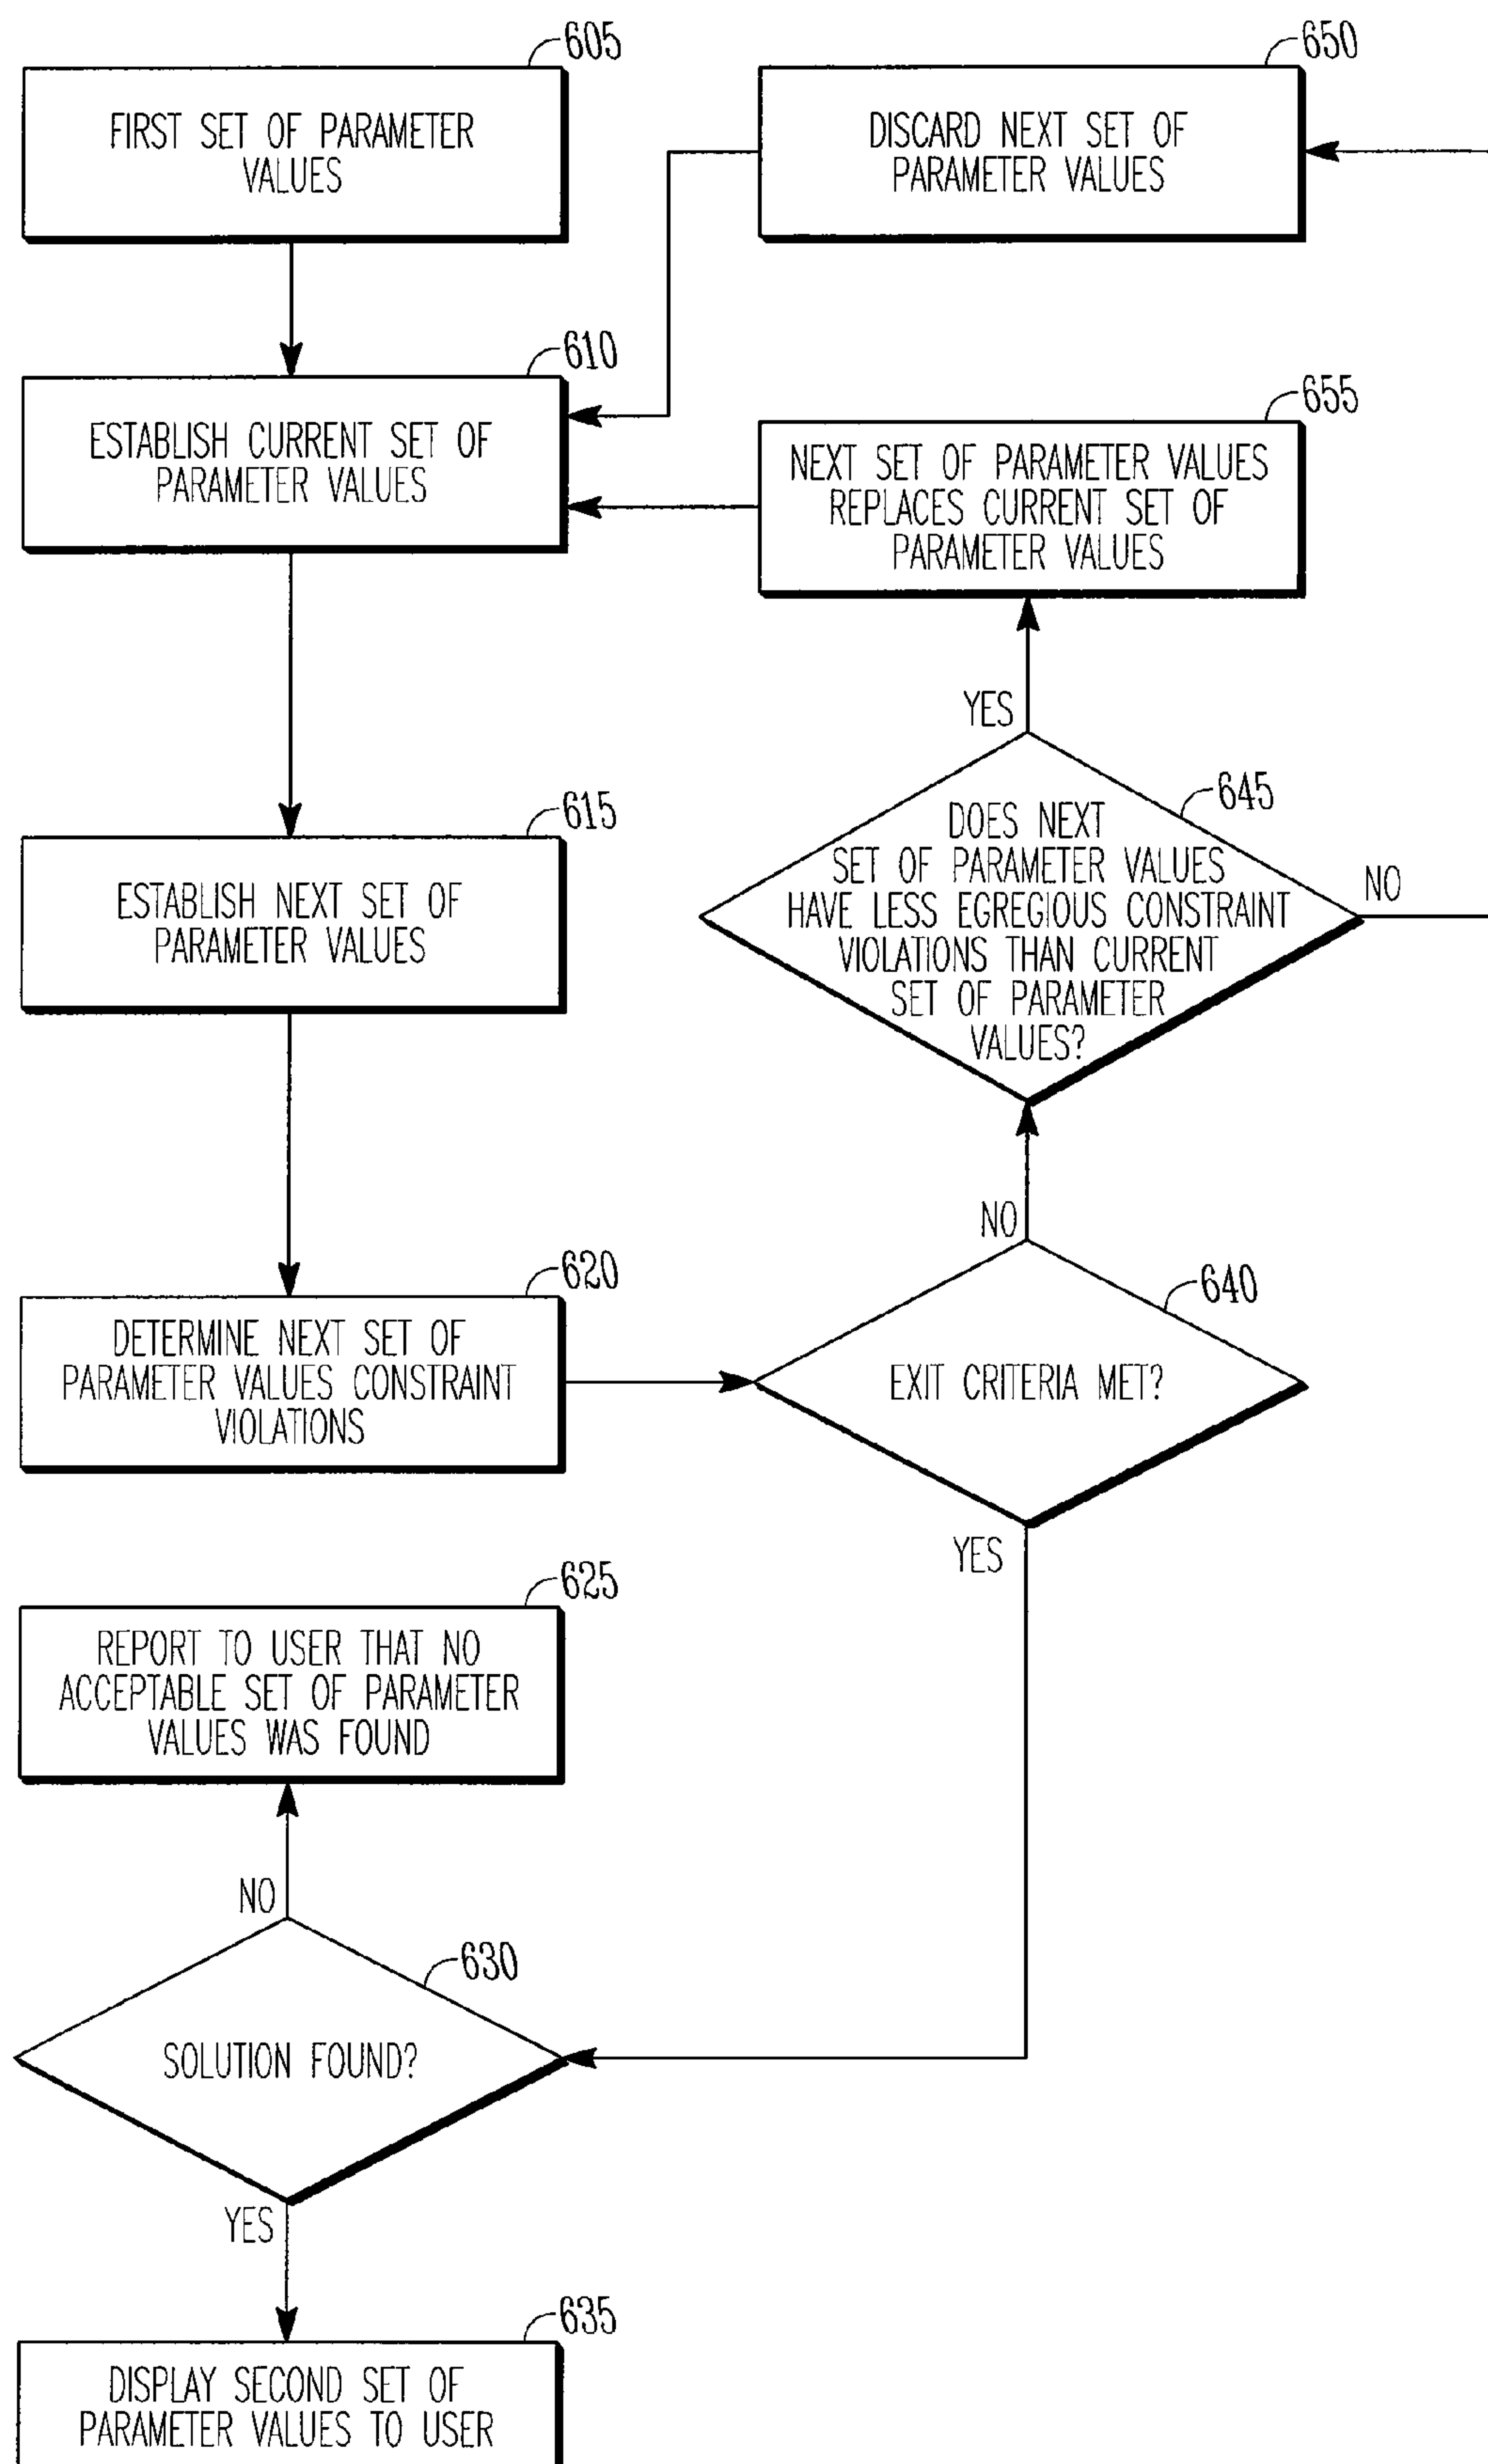 605
FIRST SET OF PARAMETER
VALUES
650
DISCARD NEXT SET OF
PARAMETER VALUES
610
ESTABLISH CURRENT SET OF
PARAMETER VALUES
655
NEXT SET OF PARAMETER VALUES
REPLACES CURRENT SET OF
PARAMETER VALUES
YES
645
DOES NEXT
SET OF PARAMETER VALUES
HAVE LESS EGREGIOUS CONSTRAINT
VIOLATIONS THAN CURRENT
SET OF PARAMETER
VALUES?
NO
615
ESTABLISH NEXT SET OF
PARAMETER VALUES
NO
620
DETERMINE NEXT SET OF
PARAMETER VALUES CONSTRAINT
VIOLATIONS
640
EXIT CRITERIA MET?
YES
625
REPORT TO USER THAT NO
ACCEPTABLE SET OF PARAMETER
VALUES WAS FOUND
NO
630
SOLUTION FOUND?
YES
635
DISPLAY SECOND SET OF
PARAMETER VALUES TO USER